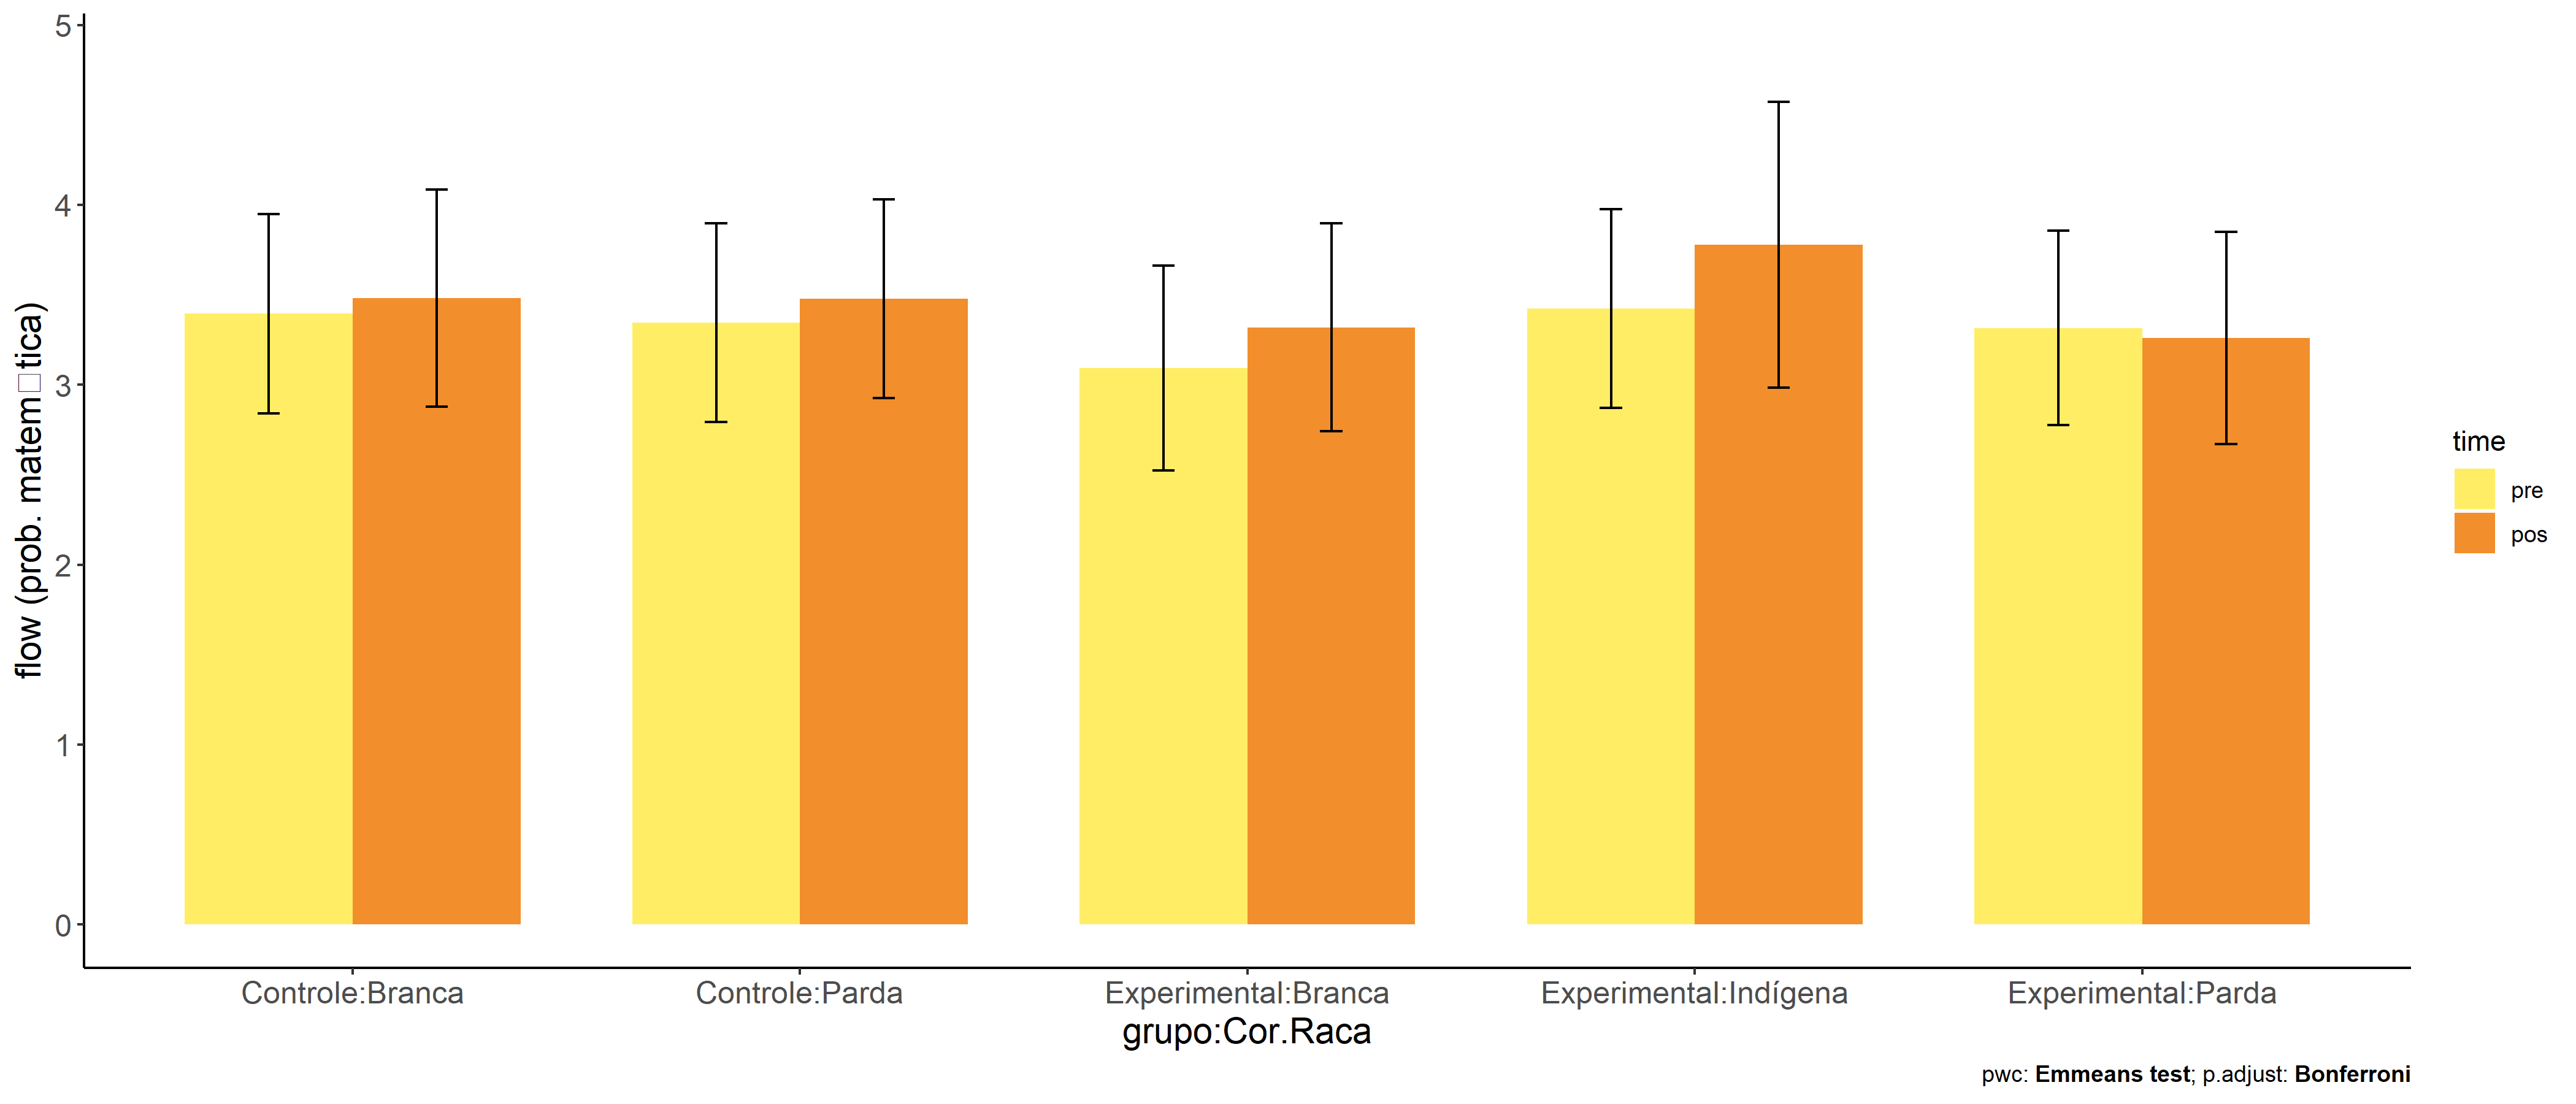 5
4
3
2
1
0
flow (prob. matem□tica)
Controle:Branca
Controle:Parda
Experimental:Branca
Experimental:Indígena
Experimental:Parda
grupo:Cor.Raca
time
pre
pos
pwc: Emmeans test; p.adjust: Bonferroni